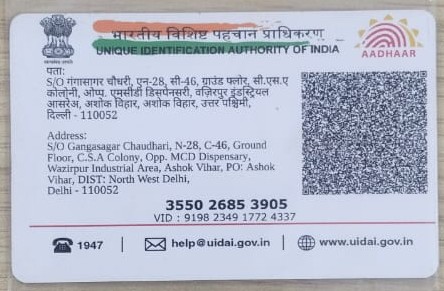 भारतीय विशिष्ट पहचान प्राधिकरण
UNIQUE IDENTIFICATION AUTHORITY OF INDIA
AADHAAR
पता:
S/O गंगासागर चौधरी, एन-28, सी-46, ग्राउंड फ्लोर, सी.एस.ए
कोलोनी, ओप्प. एमसीडी डिसपेनसरी, वज़िरपुर इंडस्ट्रियल
आसरेअ, अशोक विहार, अशोक विहार, उत्तर पश्चिमी,
दिल्ली - 110052
Address:
S/O Gangasagar Chaudhari, N-28, C-46, Ground
Floor, C.S.A Colony, Opp. MCD Dispensary,
Wazirpur Industrial Area, Ashok Vihar, PO: Ashok
Vihar, DIST: North West Delhi,
Delhi - 110052
3550 2685 3905
VID : 9198 2349 1772 4337
1947
help@uidai.gov.in
www.uidai.gov.in